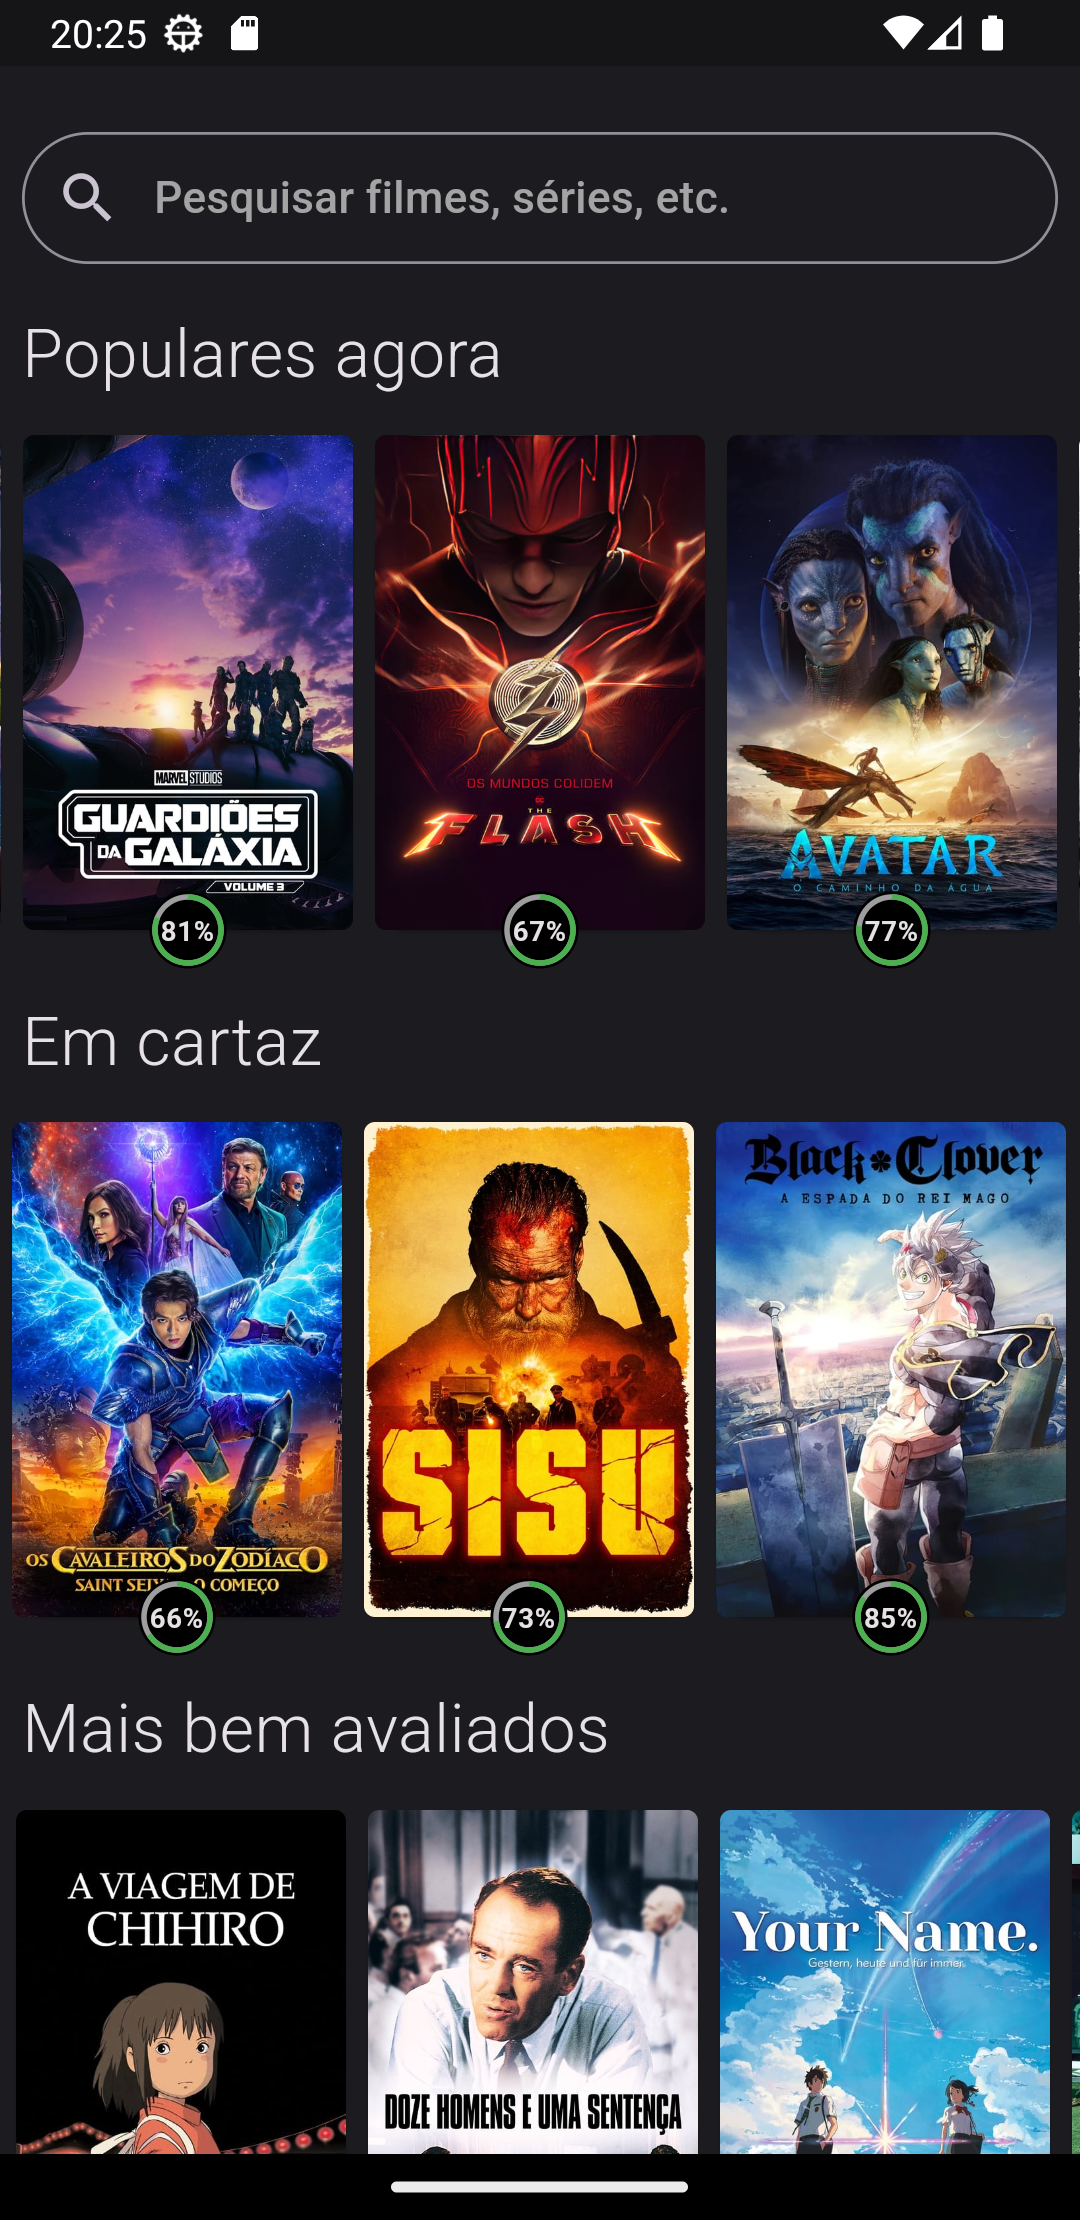 20:25
Pesquisar filmes, séries, etc.
Populares agora
MARVEL STUDIOS
GUARDIÕES
DA GALÁXIA
VOLUME 3
81%
OS MUNDOS COLIDEM
DC
THE
FLASH
67%
AVATAR
O CAMINHO DA ÁGUA
77%
Em cartaz
OS CAVALEIROS DO ZODÍACO
SAINT SEIY O COMEÇO
66%
SISU
73%
Black Clover
A ESPADA DO REI MAGO
85%
Mais bem avaliados
A VIAGEM DE
CHIHIRO
DOZE HOMENS E UMA SENTENÇA
Your Name.
Gestern, heute und für immer.